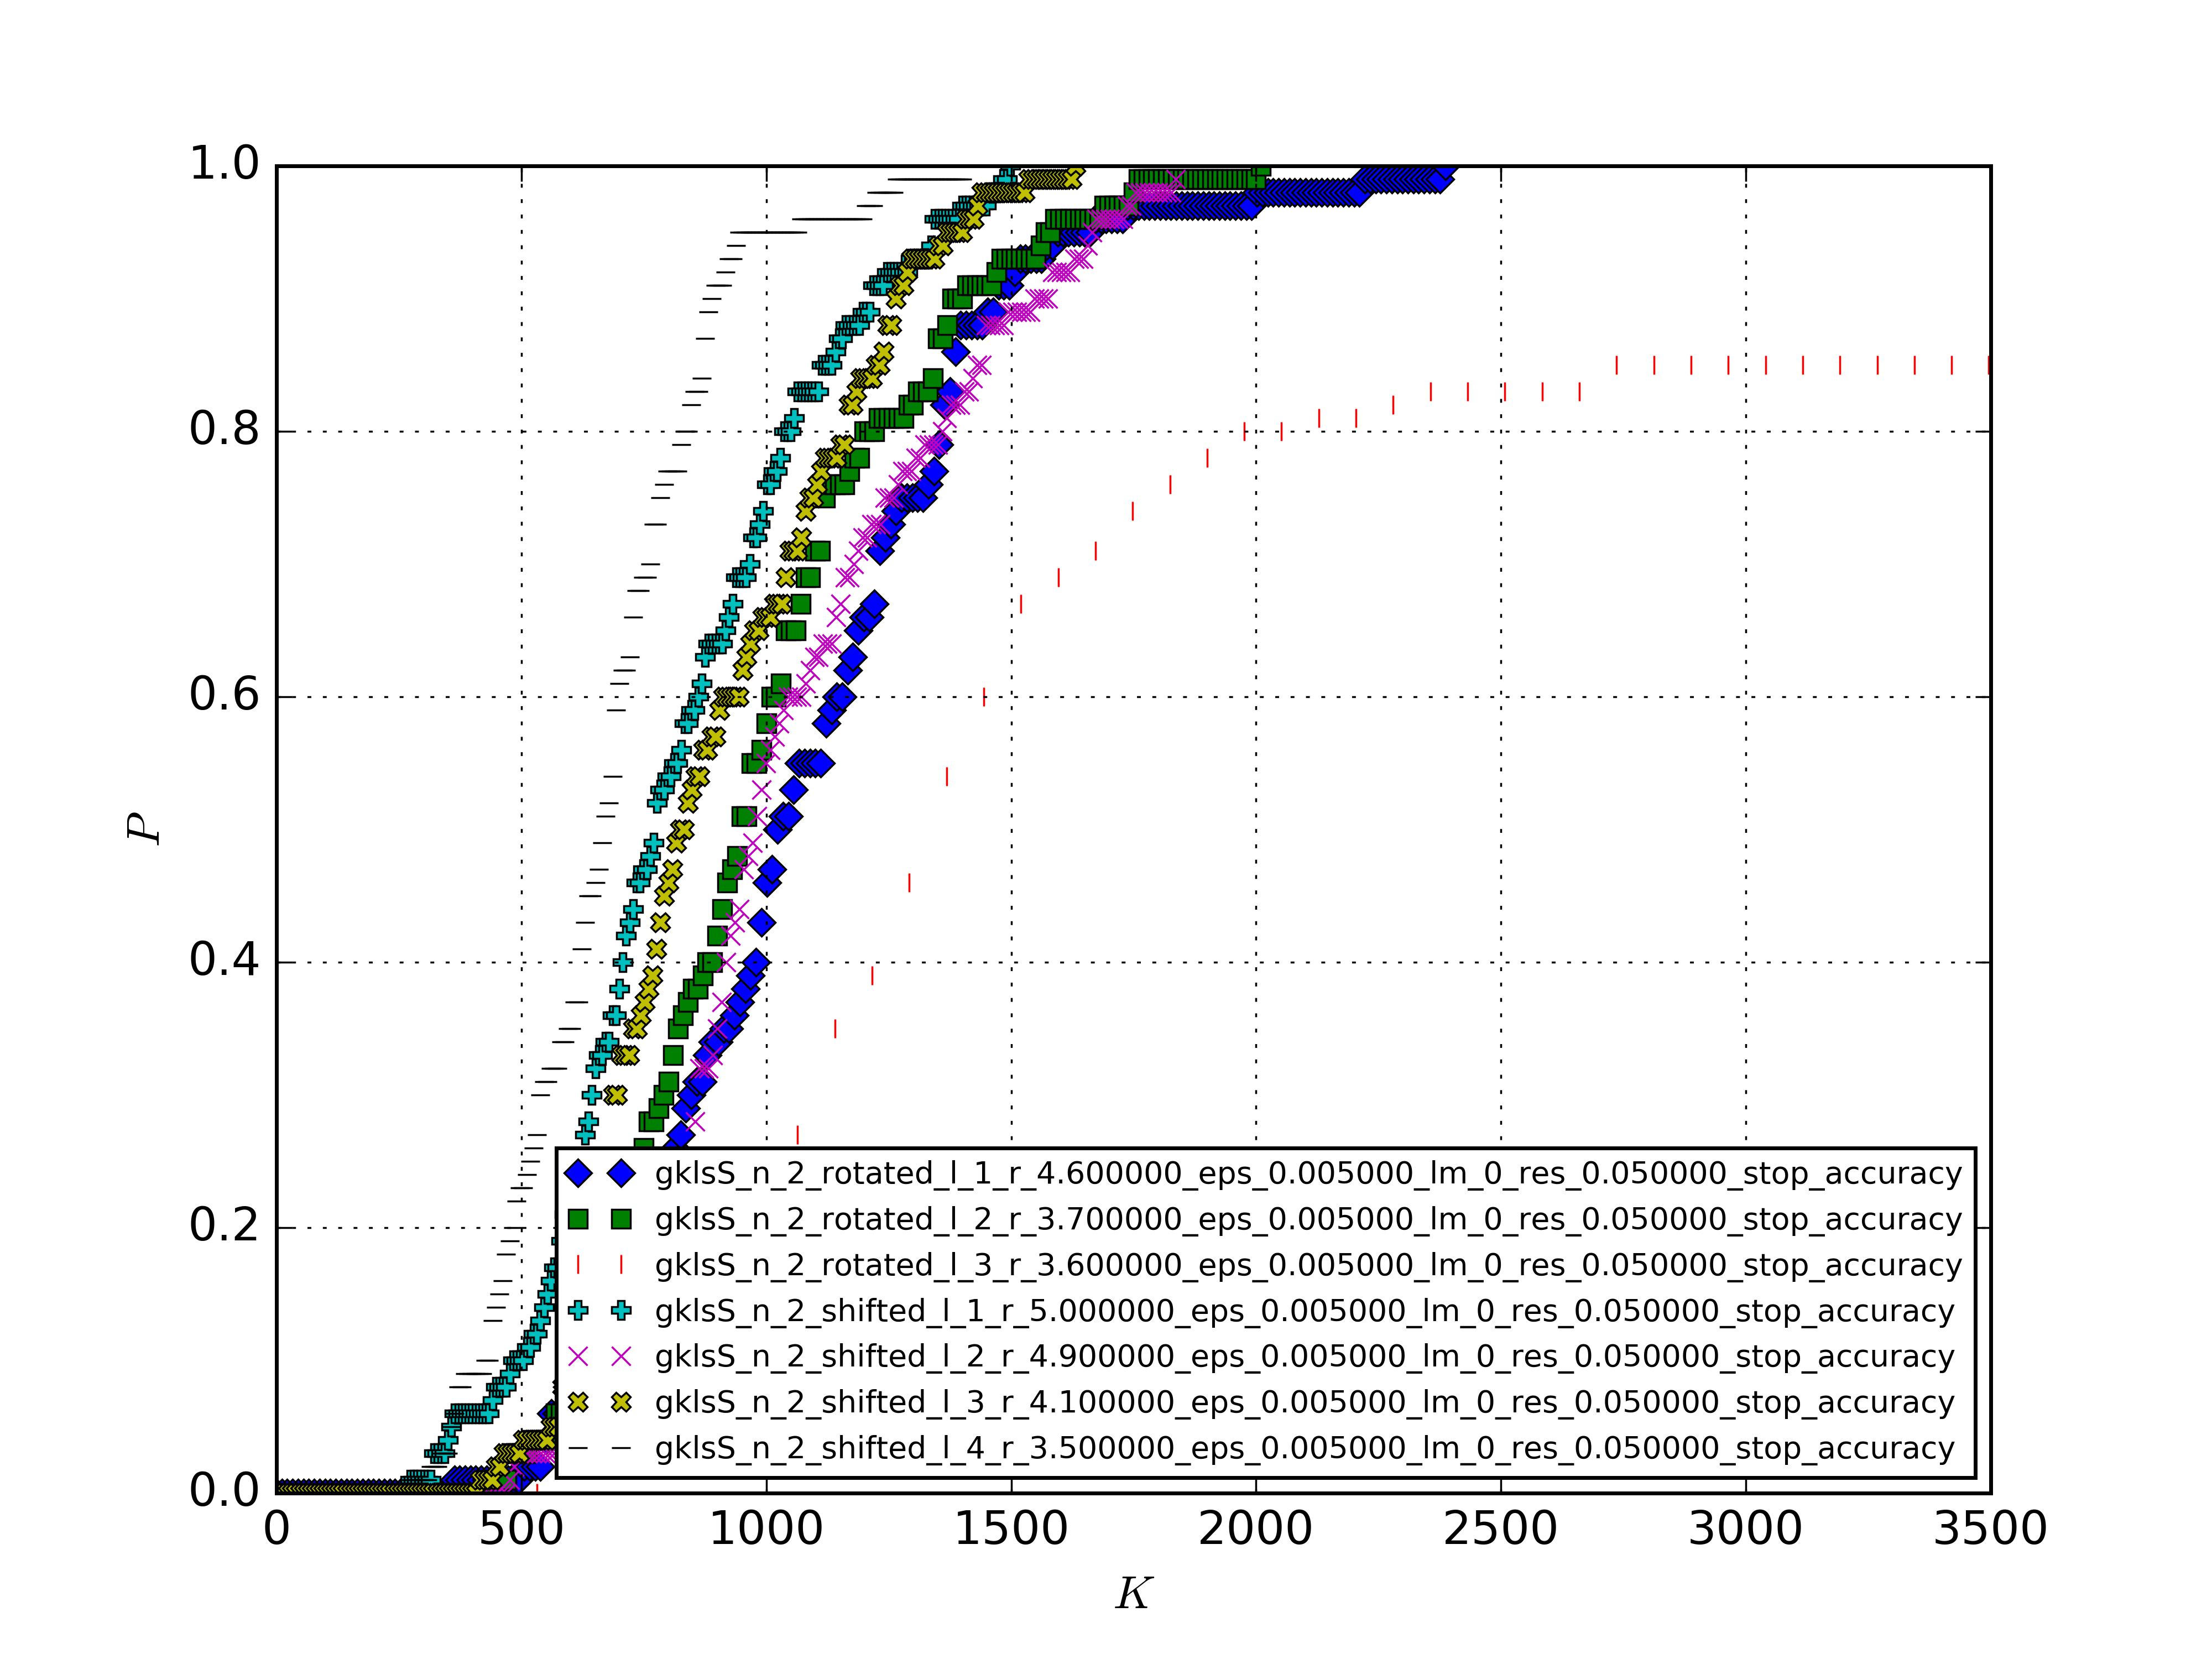 1.0
0.8
0.6
0.4
0.2
0.0
P
gklsS_n_2_rotated_l_1_r_4.600000_eps_0.005000_lm_0_res_0.050000_stop_accuracy
gklsS_n_2_rotated_l_2_r_3.700000_eps_0.005000_lm_0_res_0.050000_stop_accuracy
gklsS_n_2_rotated_l_3_r_3.600000_eps_0.005000_lm_0_res_0.050000_stop_accuracy
gklsS_n_2_shifted_l_1_r_5.000000_eps_0.005000_lm_0_res_0.050000_stop_accuracy
gklsS_n_2_shifted_l_2_r_4.900000_eps_0.005000_lm_0_res_0.050000_stop_accuracy
gklsS_n_2_shifted_l_3_r_4.100000_eps_0.005000_lm_0_res_0.050000_stop_accuracy
gklsS_n_2_shifted_l_4_r_3.500000_eps_0.005000_lm_0_res_0.050000_stop_accuracy
0 500 1000 1500 2000 2500 3000 3500
K